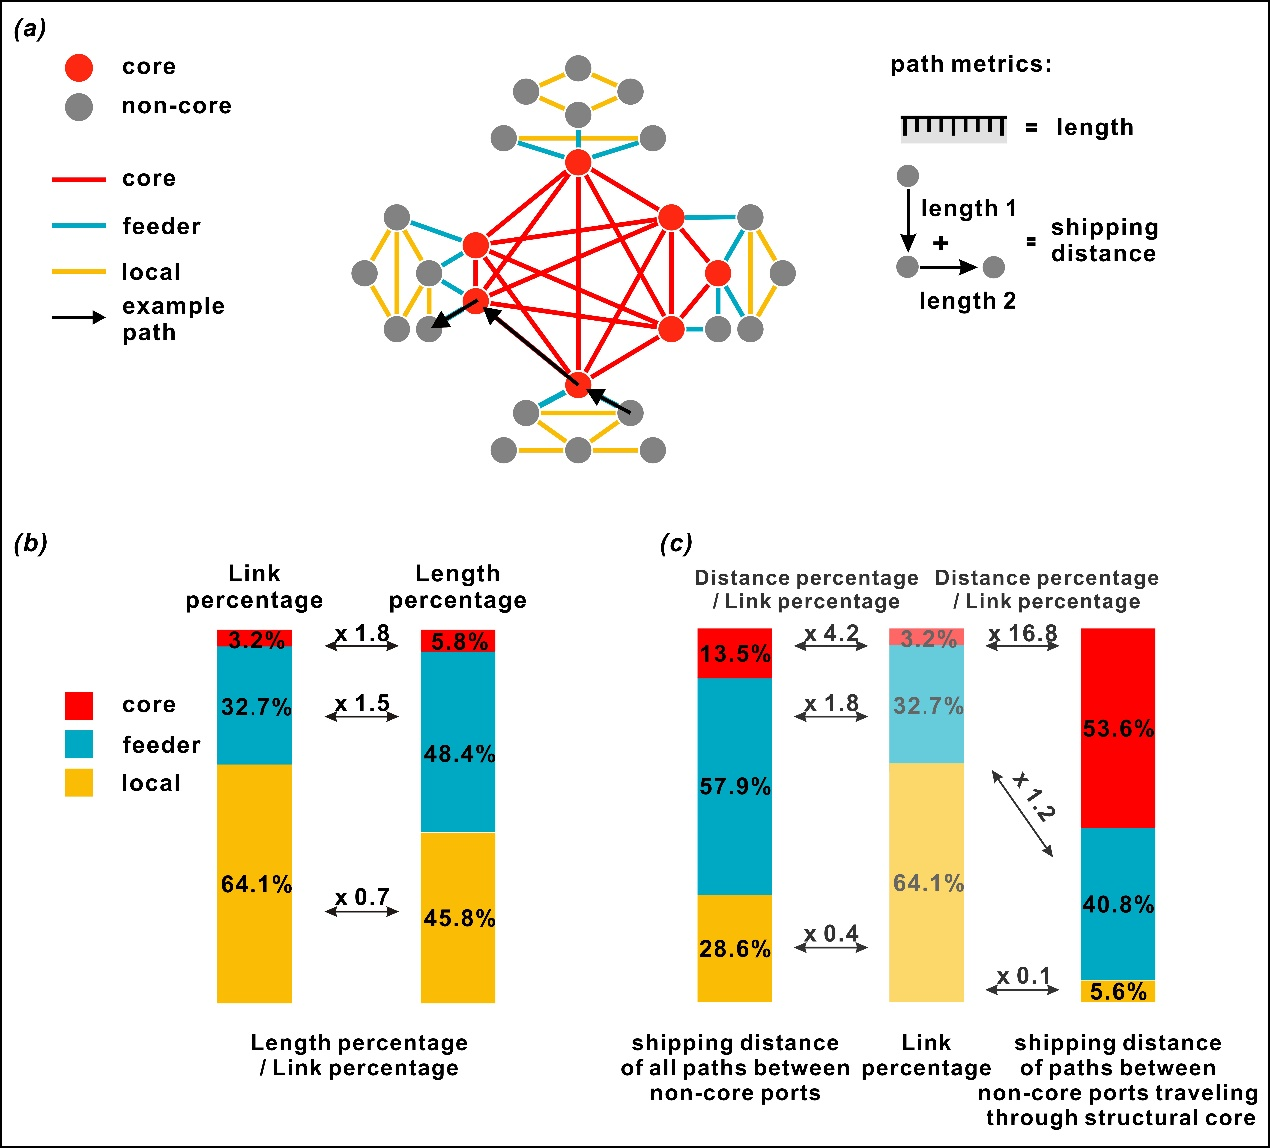 (a)
core
non-core
core
feeder
local
example
path
path metrics:
= length
length 1
+
= shipping
distance
length 2
(b)
Link
percentage
Length
percentage
3.2%
x 1.8
5.8%
32.7%
x 1.5
48.4%
64.1%
x 0.7
45.8%
core
feeder
local
Length percentage
/ Link percentage
(c)
Distance percentage
/ Link percentage
Distance percentage
/ Link percentage
13.5%
x 4.2
3.2%
x 16.8
53.6%
57.9%
x 1.8
32.7%
x 1.2
40.8%
28.6%
x 0.4
64.1%
x 0.1
5.6%
shipping distance
of all paths between
non-core ports
Link
percentage
shipping distance
of paths between
non-core ports traveling
through structural core